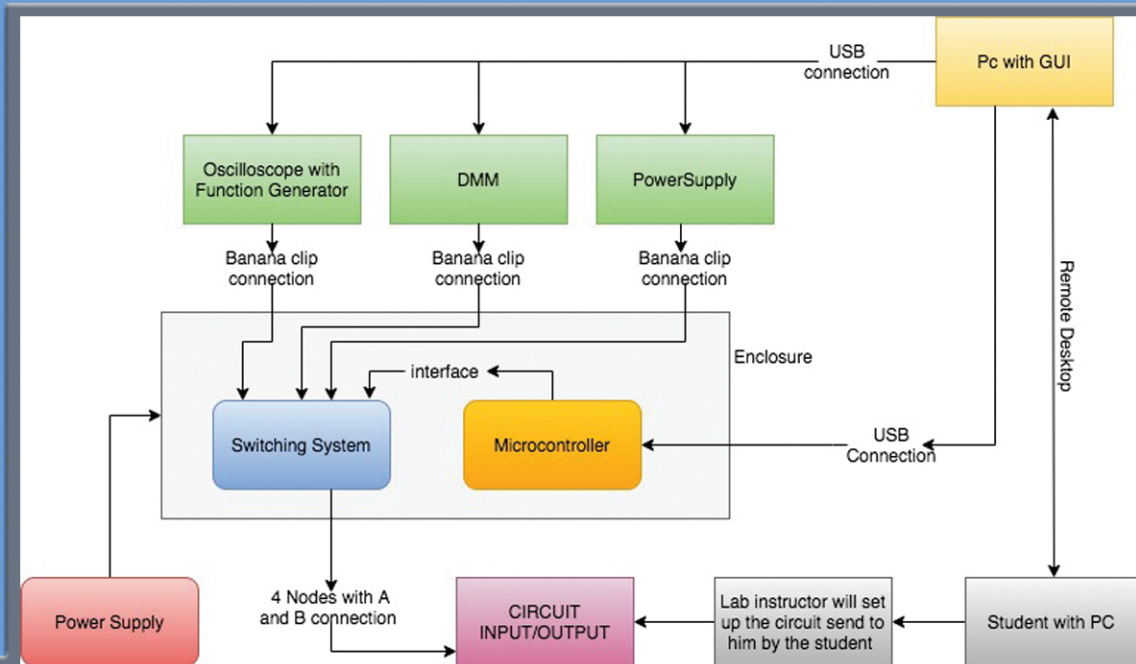 USB
connection
Pc with GUI
Oscilloscope with
Function Generator
DMM
PowerSupply
Banana clip
connection
Banana clip
connection
Banana clip
connection
Remote Desktop
Enclosure
interface
Switching System
Microcontroller
USB
Connection
Power Supply
4 Nodes with A
and B connection
CIRCUIT
INPUT/OUTPUT
Lab instructor will set
up the circuit send to
him by the student
Student with PC